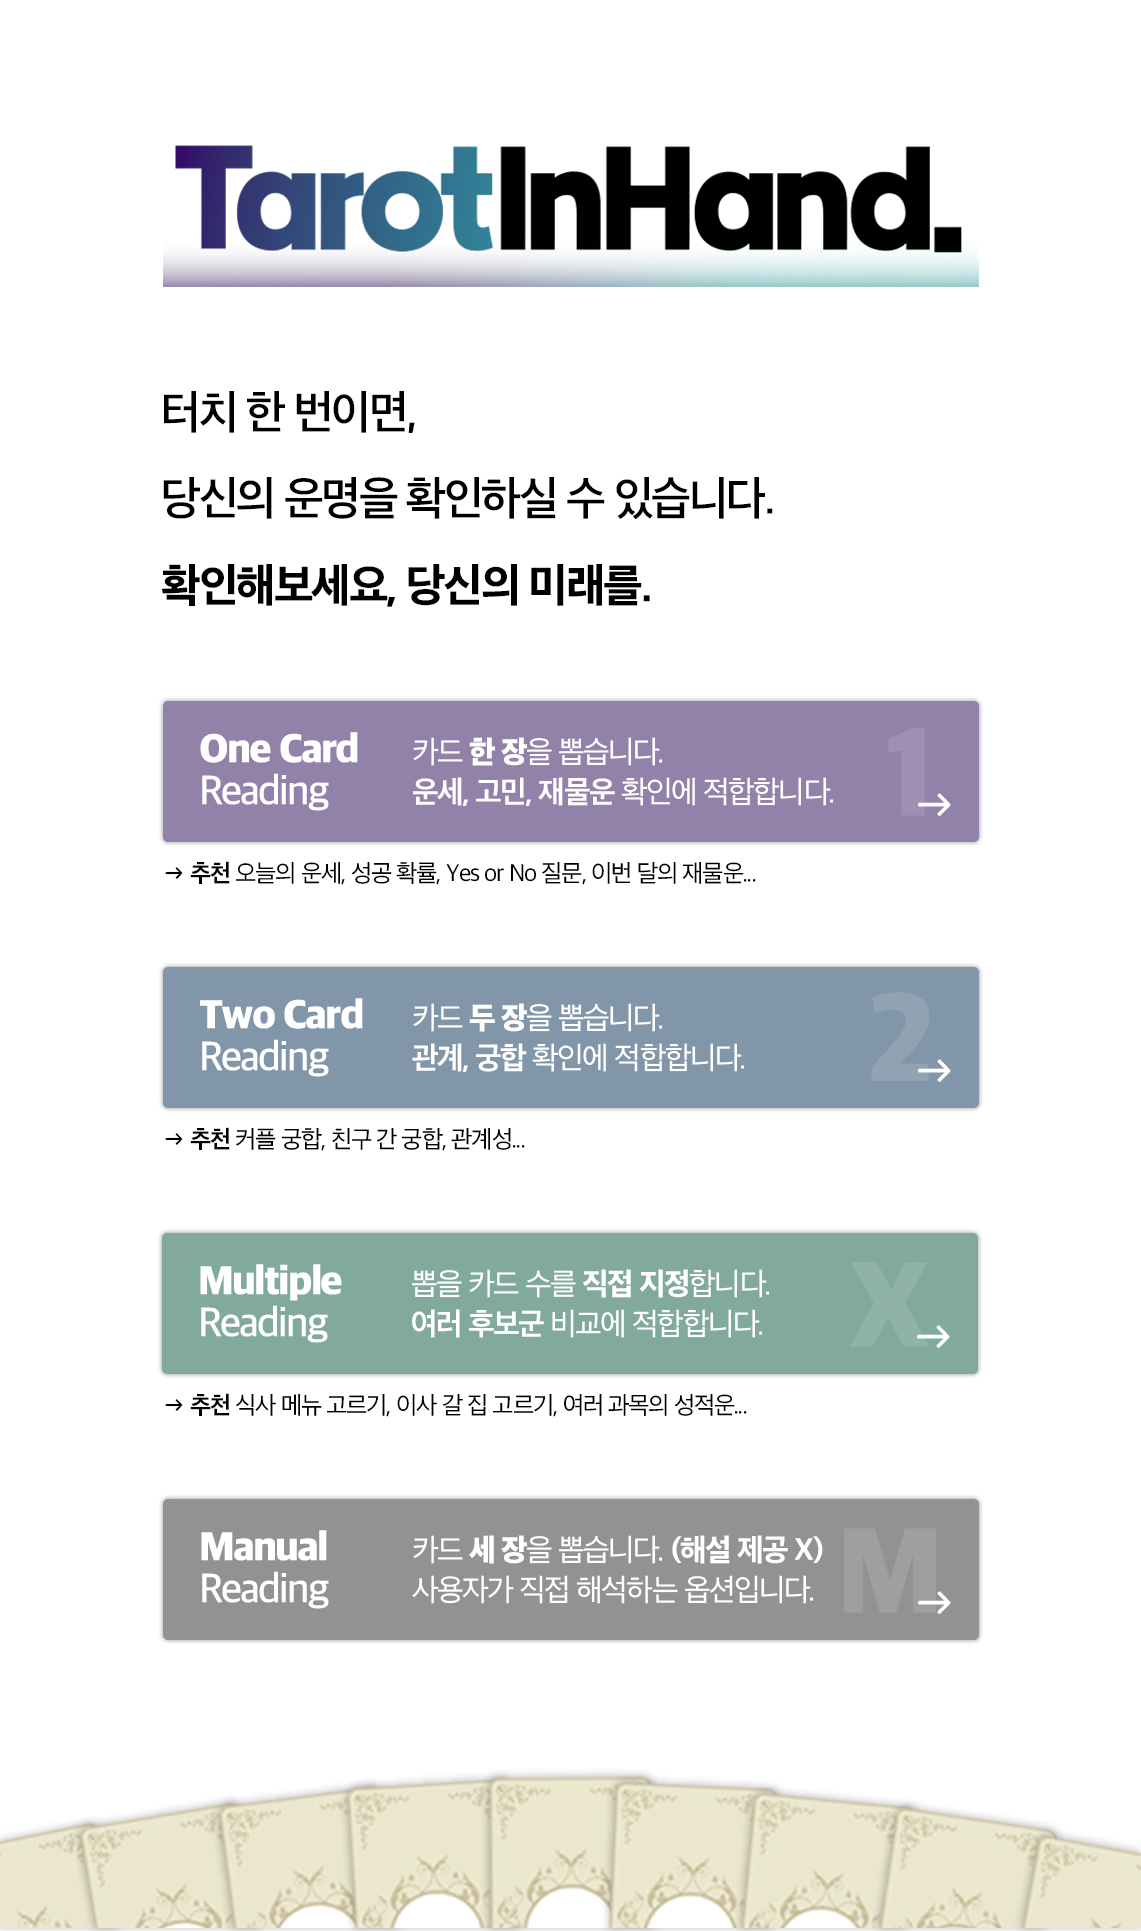 TarotInHand.
터치 한 번이면,
당신의 운명을 확인하실 수 있습니다.
확인해보세요, 당신의 미래를.
One Card
Reading
카드 한 장을 뽑습니다.
운세, 고민, 재물운 확인에 적합합니다.
1
→
→ 추천 오늘의 운세, 성공 확률, Yes or No 질문, 이번 달의 재물운...
Two Card
Reading
카드 두 장을 뽑습니다.
관계, 궁합 확인에 적합합니다.
2
→
→ 추천 커플 궁합, 친구 간 궁합, 관계성...
Multiple
Reading
뽑을 카드 수를 직접 지정합니다.
여러 후보군 비교에 적합합니다.
X
→
→ 추천 식사 메뉴 고르기, 이사 갈 집 고르기, 여러 과목의 성적운...
Manual
Reading
카드 세 장을 뽑습니다. (해설 제공 X)
사용자가 직접 해석하는 옵션입니다.
M
→